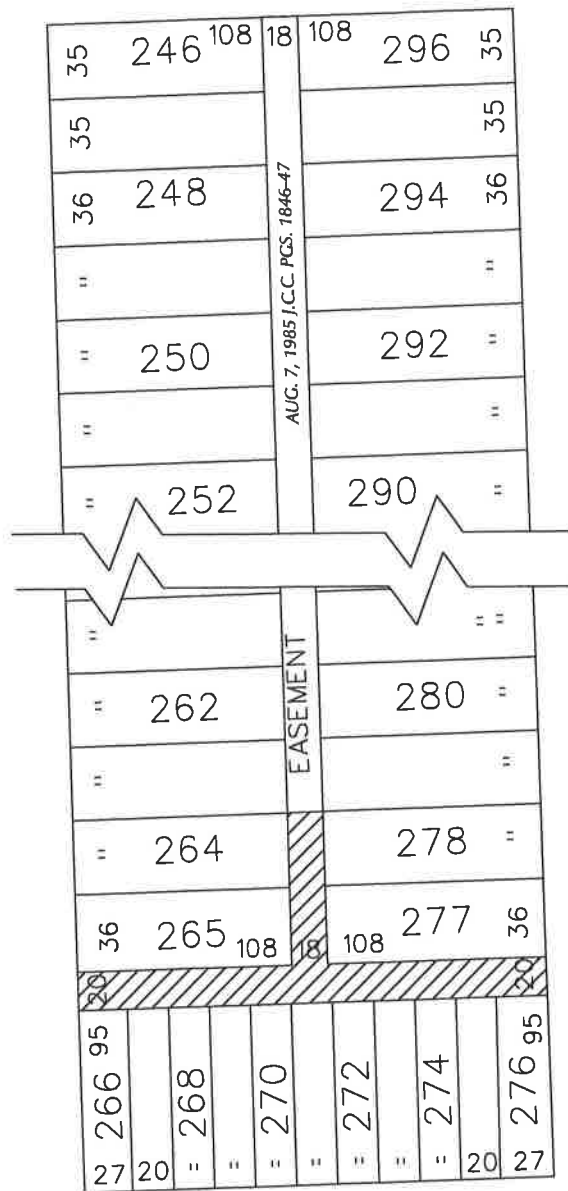 35 246 108 18 108 296 35
35 35
36 248 294 36
AUG. 7, 1985 J.C.C. PGS. 1846-47
" "
" 250 292 "
" "
" 252 290 "
" " "
EASEMENT
" 262 280 "
" "
" 264 278 "
36 265 108 18 108 277 36
20 20
95 95
266 268 270 272 274 276
27 20 " " " " " " " 20 27